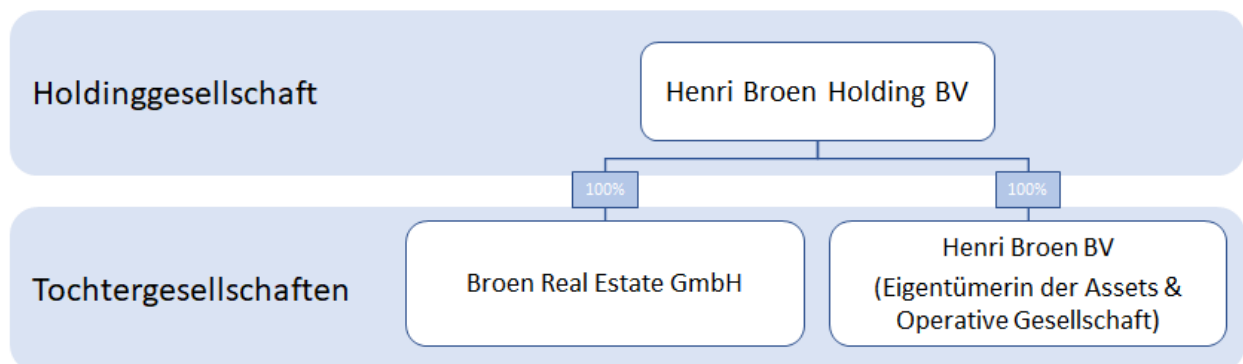 Holdinggesellschaft
Henri Broen Holding BV
100%
100%
Tochtergesellschaften
Broen Real Estate GmbH
Henri Broen BV
(Eigentümerin der Assets &
Operative Gesellschaft)